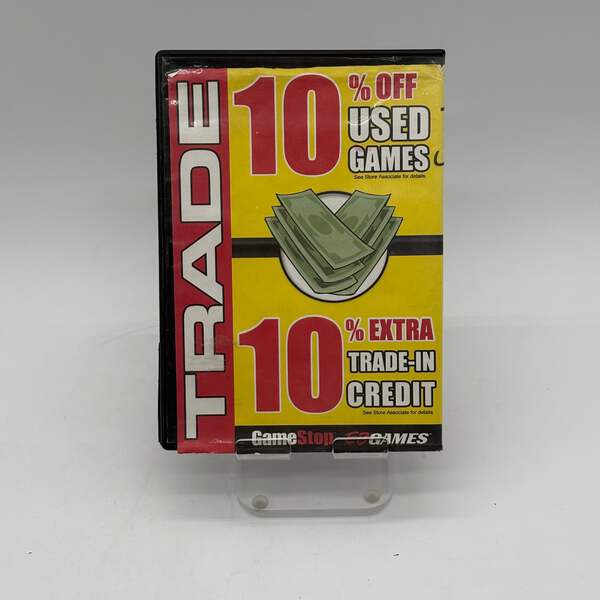 TRADE
10% OFF
USED
GAMES
See Store Associate for details.
10% EXTRA
TRADE-IN
CREDIT
See Store Associate for details.
GameStop EBGAMES